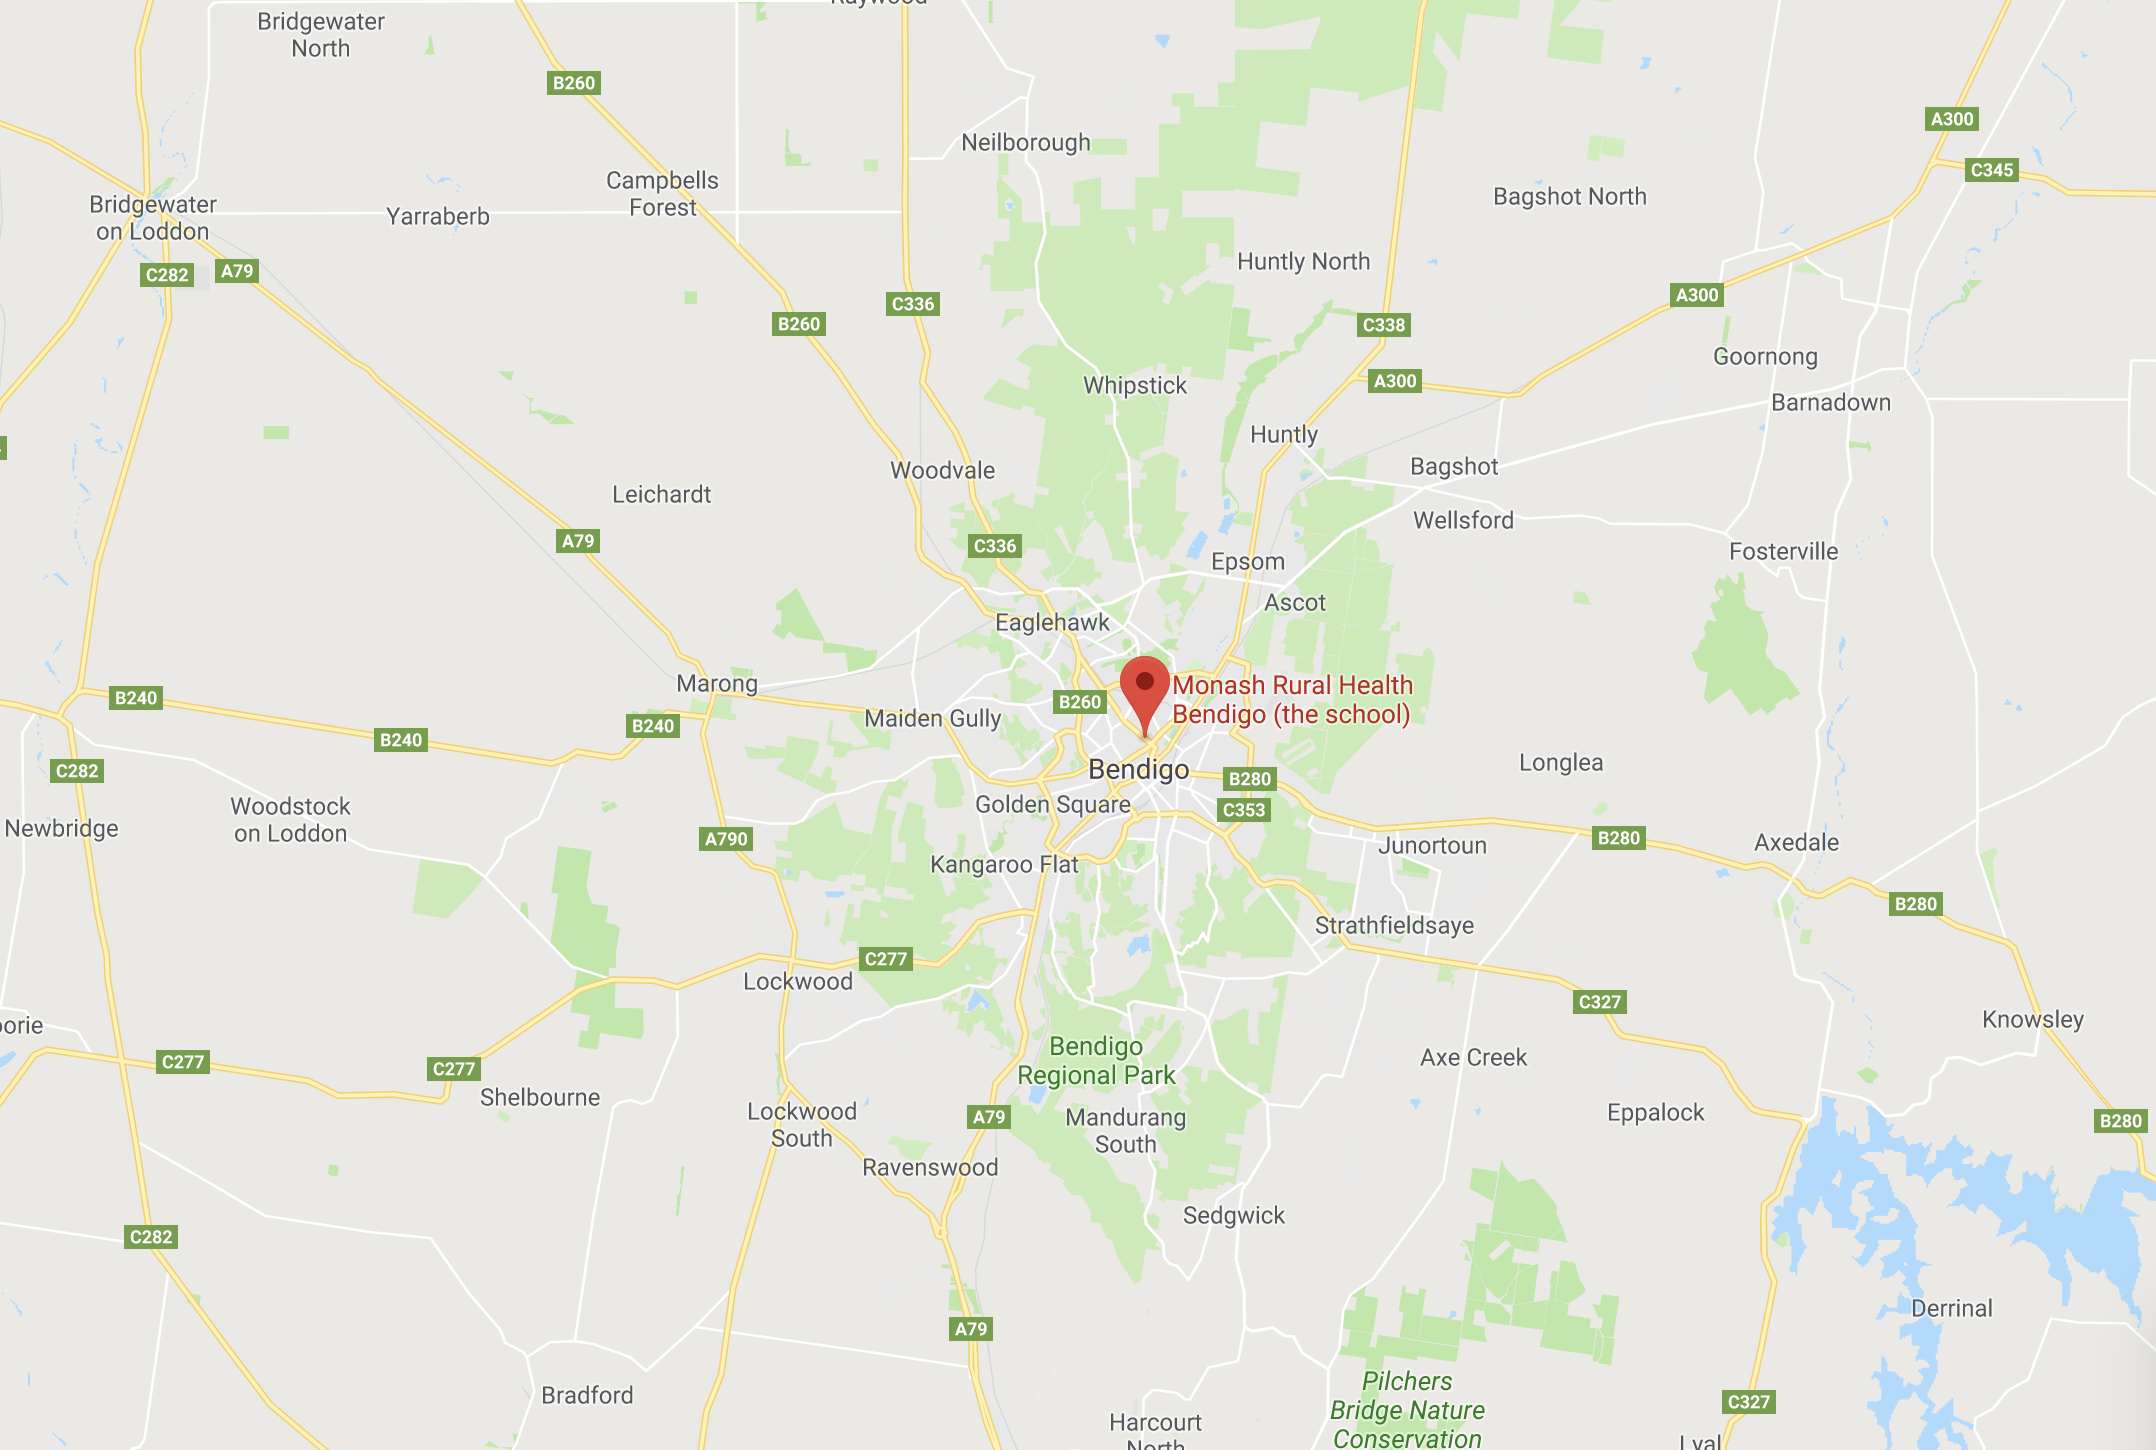 Raywood
Bridgewater
North
B260
A300
Neilborough
C345
Campbells
Forest
Bagshot North
Bridgewater
on Loddon
Yarraberb
Huntly North
C282
A79
A300
C336
B260
C338
Goornong
A300
Whipstick
Barnadown
Huntly
Woodvale
Bagshot
Leichardt
Wellsford
A79
C336
Fosterville
Epsom
Ascot
Eaglehawk
Marong
Monash Rural Health
Bendigo (the school)
B240
B260
Maiden Gully
B240
B240
Longlea
C282
Bendigo
B280
Golden Square
C353
Woodstock
on Loddon
Newbridge
A790
B280
Axedale
Junortoun
Kangaroo Flat
B280
Strathfieldsaye
C277
Lockwood
C327
Knowsley
oorie
Bendigo
Regional Park
Axe Creek
C277
C277
Shelbourne
Lockwood
South
A79
Mandurang
South
Eppalock
B280
Ravenswood
Sedgwick
C282
Derrinal
A79
Pilchers
Bridge Nature
Conservation
Bradford
C327
Harcourt
North
Lyal